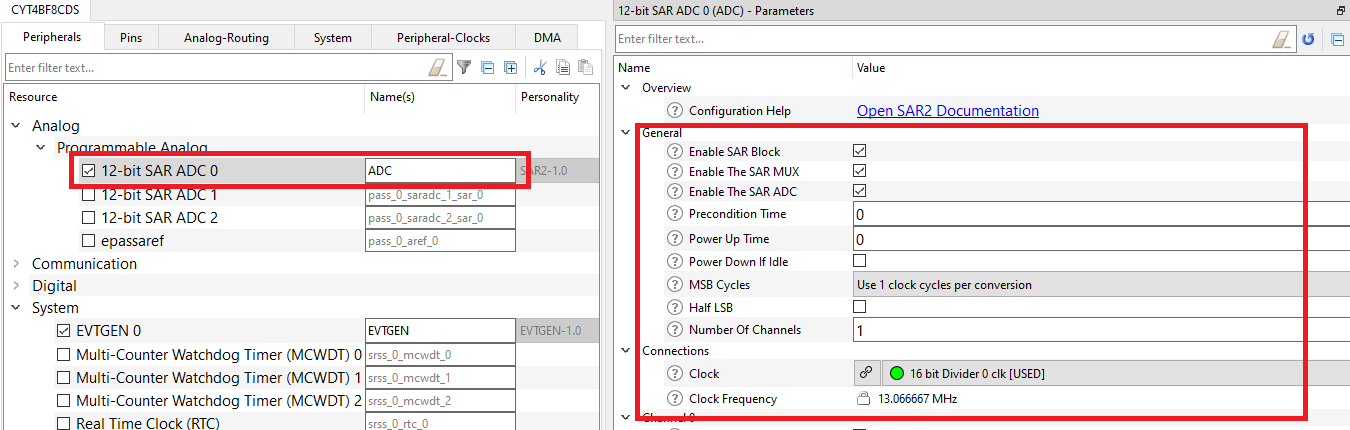 CYT4BF8CDS
Peripherals Pins Analog-Routing System Peripheral-Clocks DMA
Enter filter text...
Resource Name(s) Personality
Analog
Programmable Analog
12-bit SAR ADC 0 ADC SAR2-1.0
12-bit SAR ADC 1 pass_0_saradc_1_sar_0
12-bit SAR ADC 2 pass_0_saradc_2_sar_0
epassaref pass_0_aref_0
Communication
Digital
System
EVTGEN 0 EVTGEN EVTGEN-1.0
Multi-Counter Watchdog Timer (MCWDT) 0 srss_0_mcwdt_0
Multi-Counter Watchdog Timer (MCWDT) 1 srss_0_mcwdt_1
Multi-Counter Watchdog Timer (MCWDT) 2 srss_0_mcwdt_2
Real Time Clock (RTC) srss_0_rtc_0
12-bit SAR ADC 0 (ADC) - Parameters
Enter filter text...
Name Value
Overview
Configuration Help Open SAR2 Documentation
General
Enable SAR Block
Enable The SAR MUX
Enable The SAR ADC
Precondition Time 0
Power Up Time 0
Power Down If Idle
MSB Cycles Use 1 clock cycles per conversion
Half LSB
Number Of Channels 1
Connections
Clock 16 bit Divider 0 clk [USED]
Clock Frequency 13.066667 MHz
Channel 0